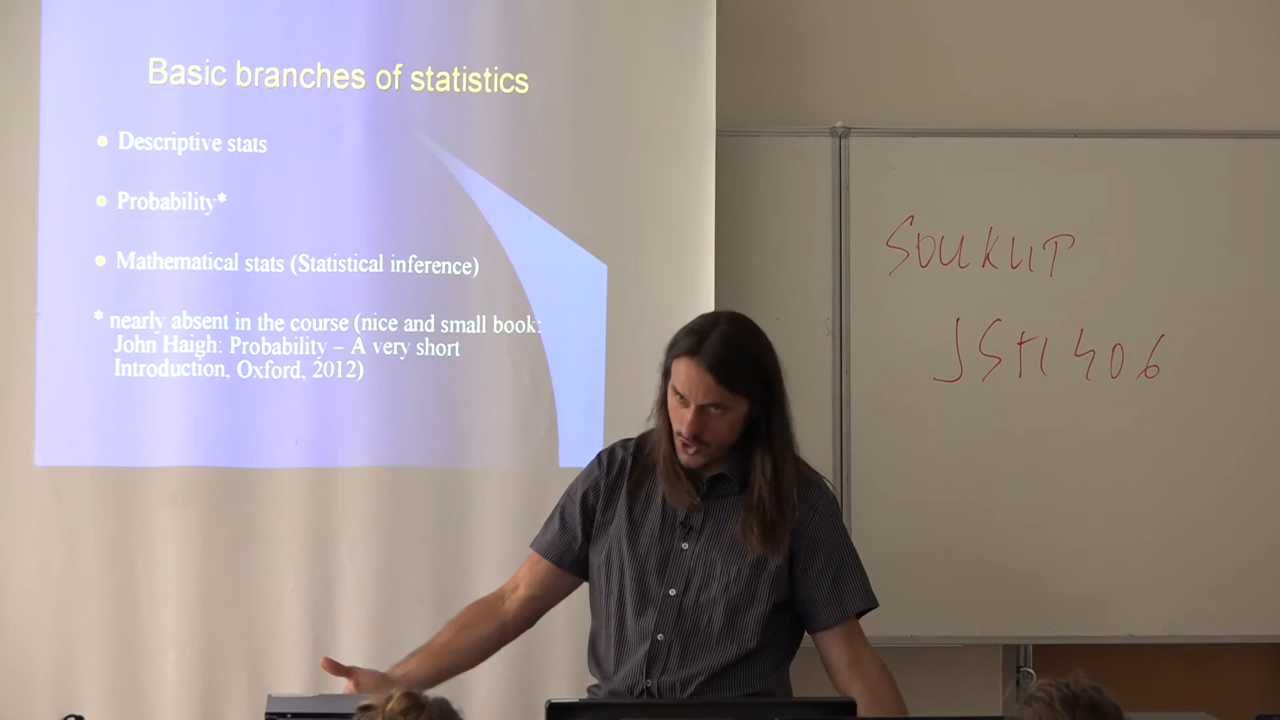 Basic branches of statistics
Descriptive stats
Probability*
Mathematical stats (Statistical inference)
* nearly absent in the course (nice and small book:
John Haigh: Probability – A very short
Introduction, Oxford, 2012)
SOUKUP